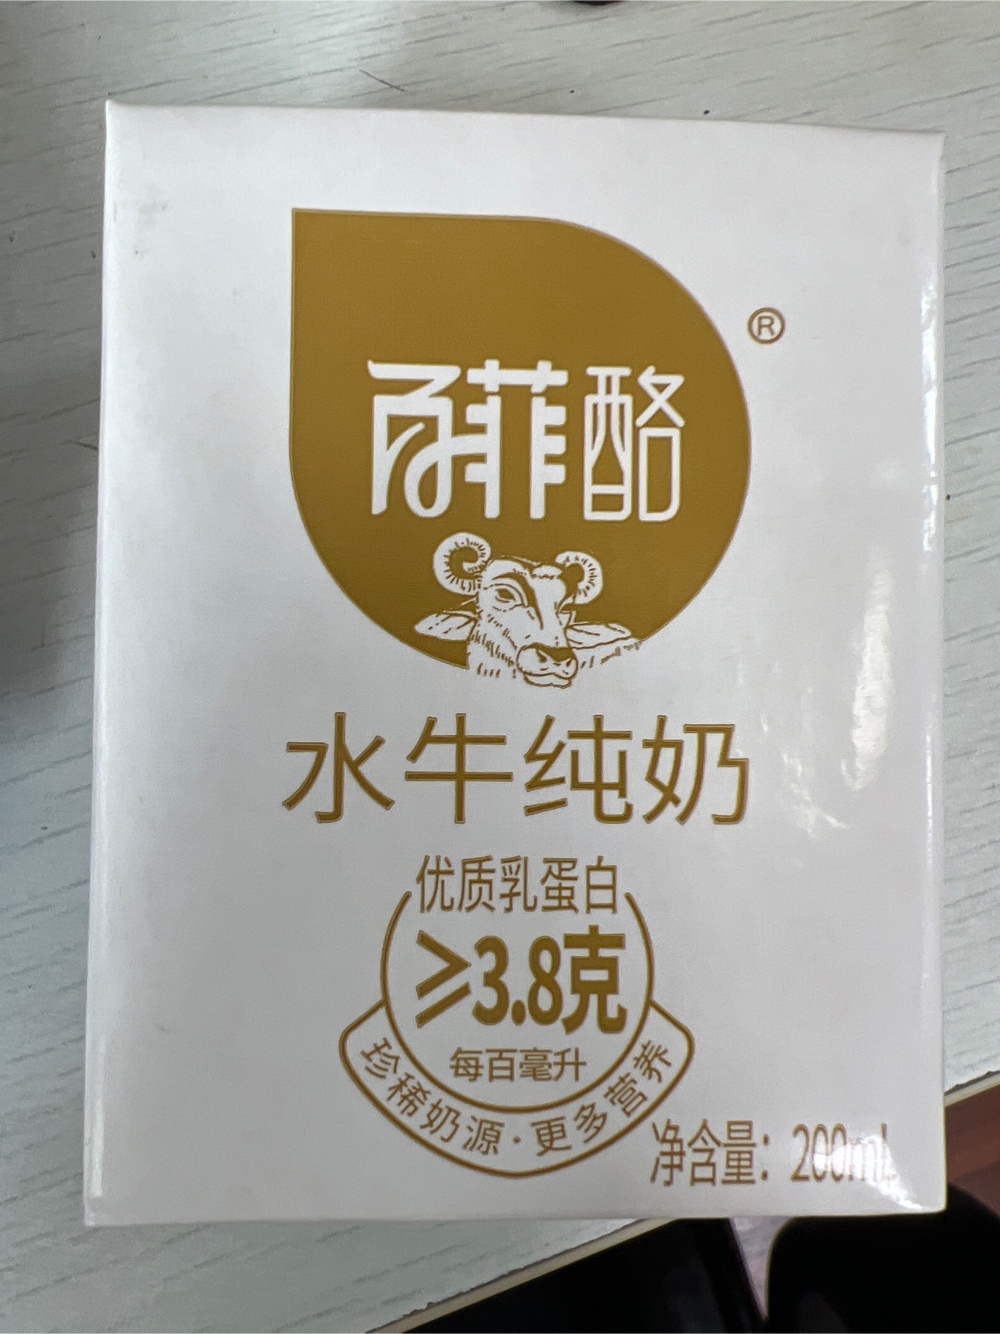 百菲酪
®
水牛纯奶
优质乳蛋白
≥3.8克
每百毫升
珍稀奶源·更多营养
净含量：200mL